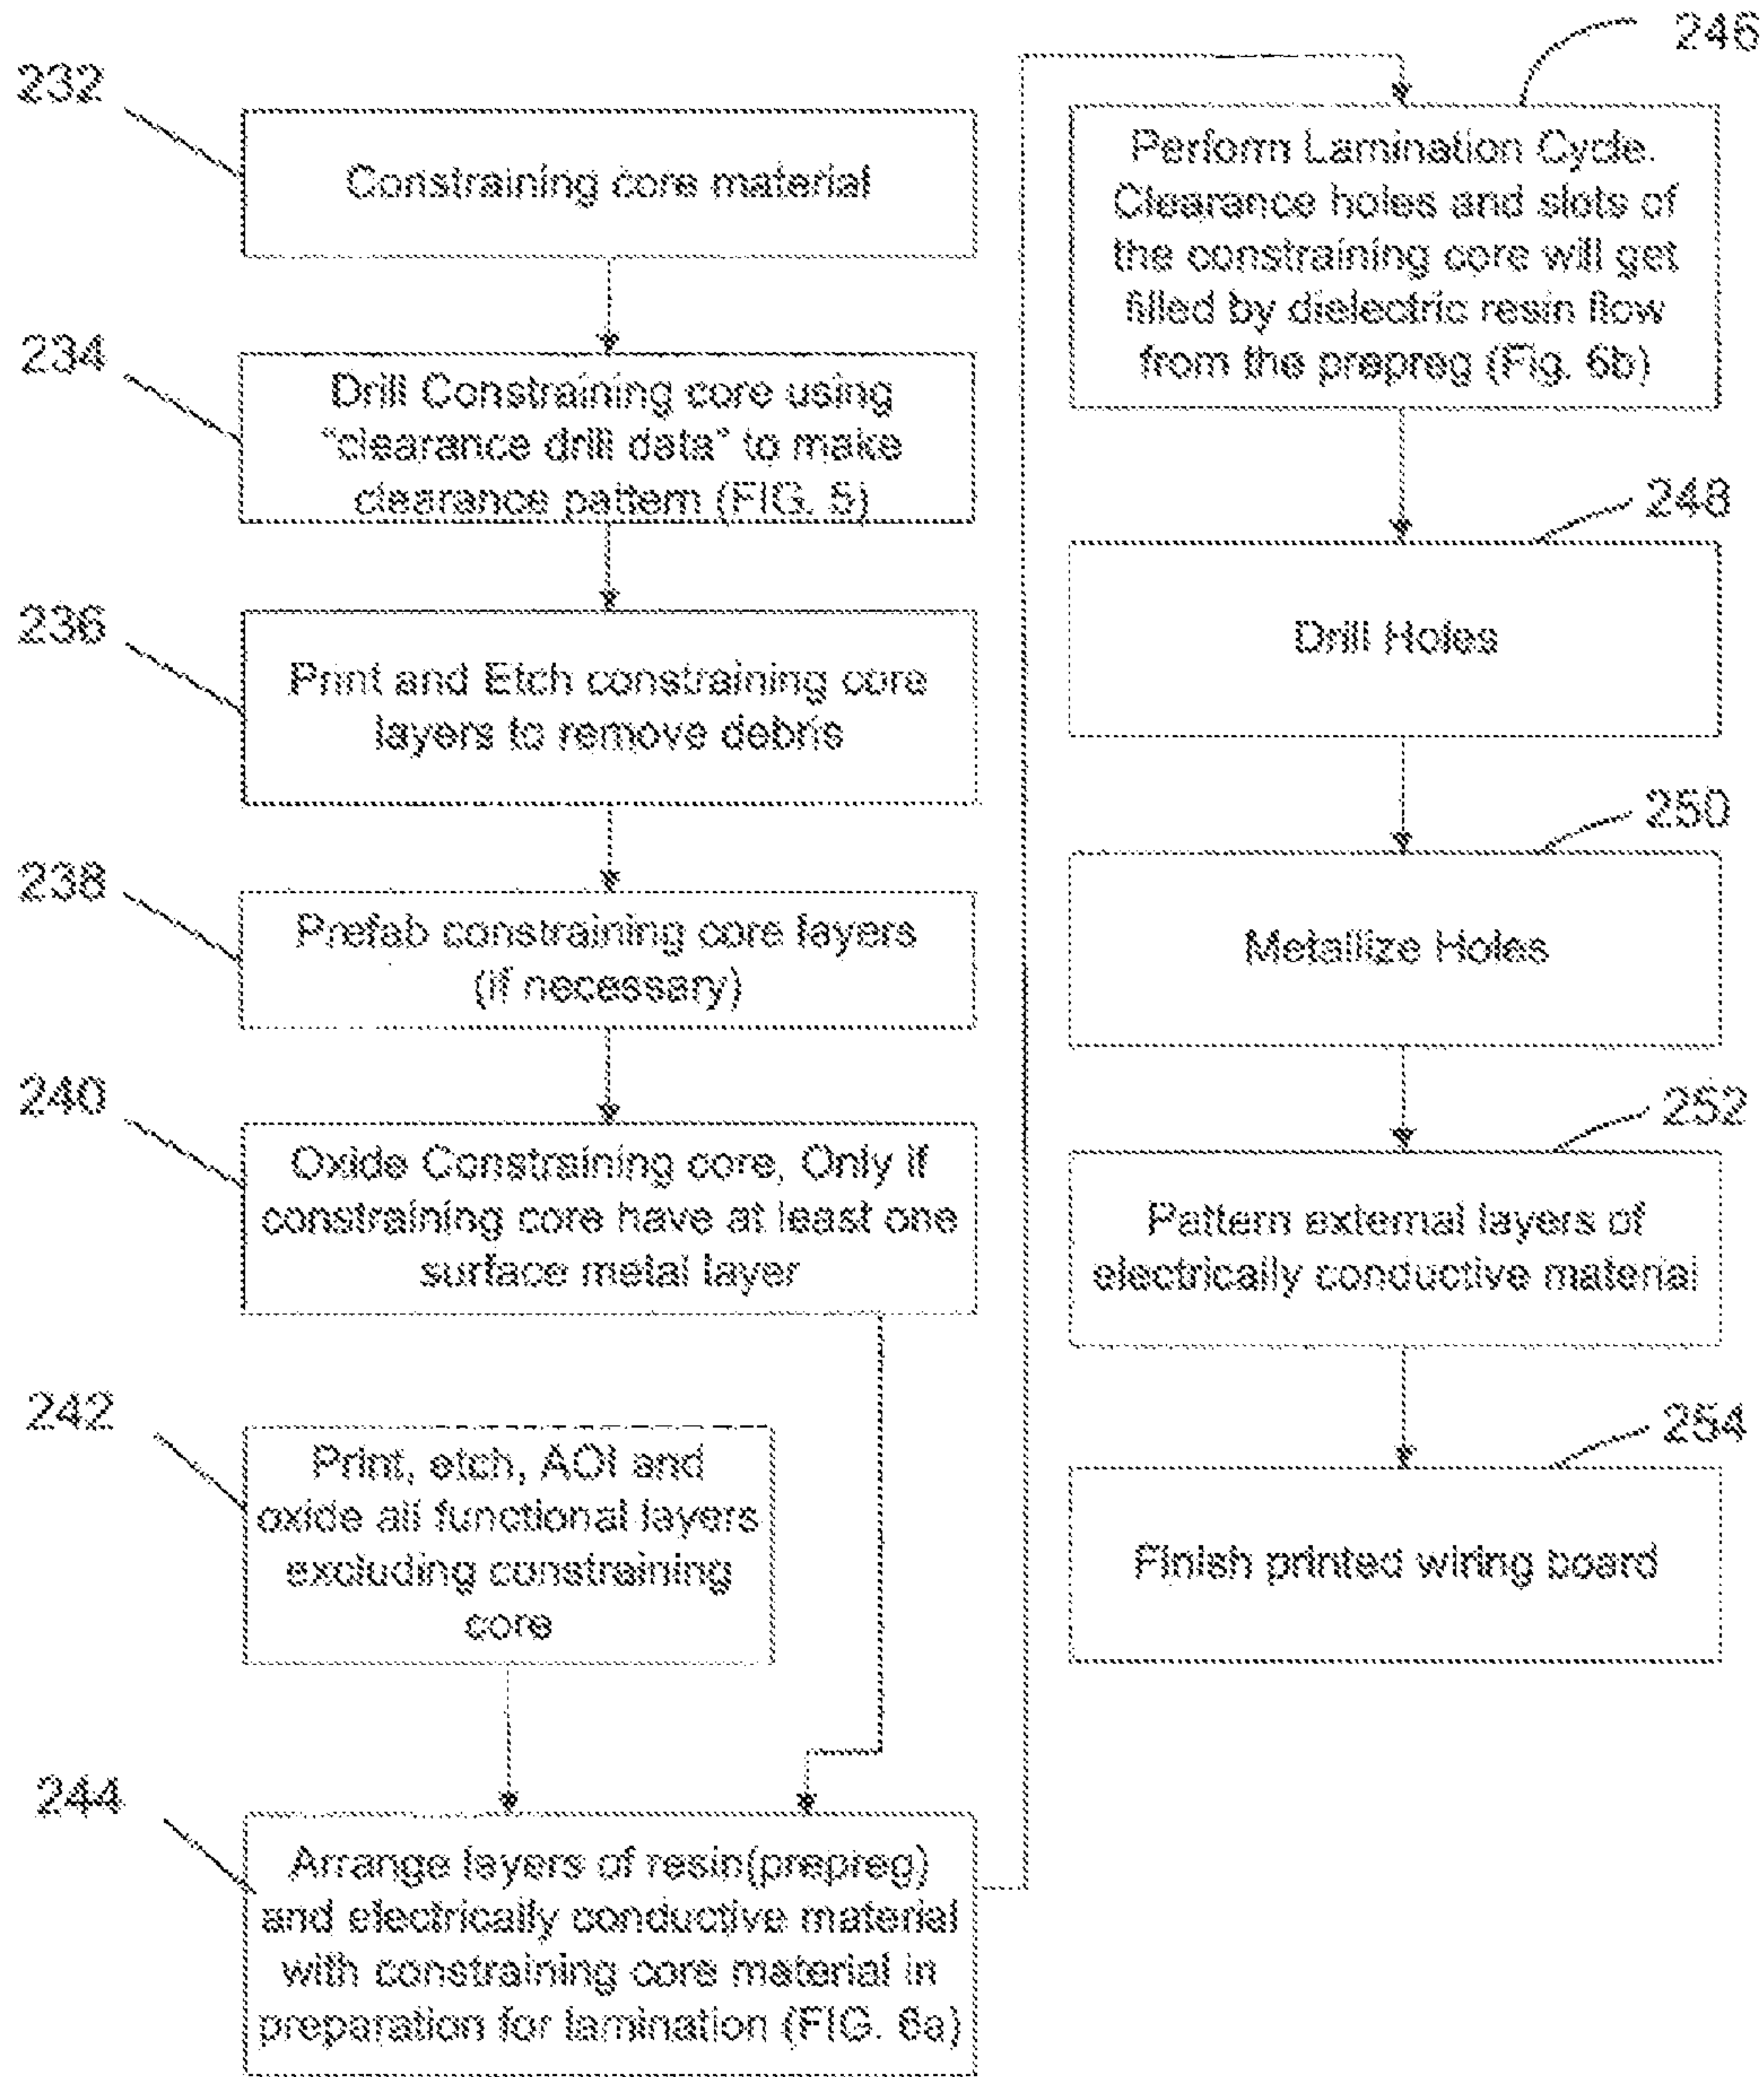 232
Constraining core material
234
Drill Constraining core using
"clearance drill data" to make
clearance pattern (FIG. 5)
236
Print and Etch constraining core
layers to remove debris
238
Prefab constraining core layers
(if necessary)
240
Oxide Constraining core, Only if
constraining core have at least one
surface metal layer
242
Print, etch, AOI and
oxide all functional layers
excluding constraining
core
244
Arrange layers of resin(prepreg)
and electrically conductive material
with constraining core material in
preparation for lamination (FIG. 6a)
246
Perform Lamination Cycle.
Clearance holes and slots of
the constraining core will get
filled by dielectric resin flow
from the prepreg (Fig. 6b)
248
Drill Holes
250
Metallize Holes
252
Pattern external layers of
electrically conductive material
254
Finish printed wiring board